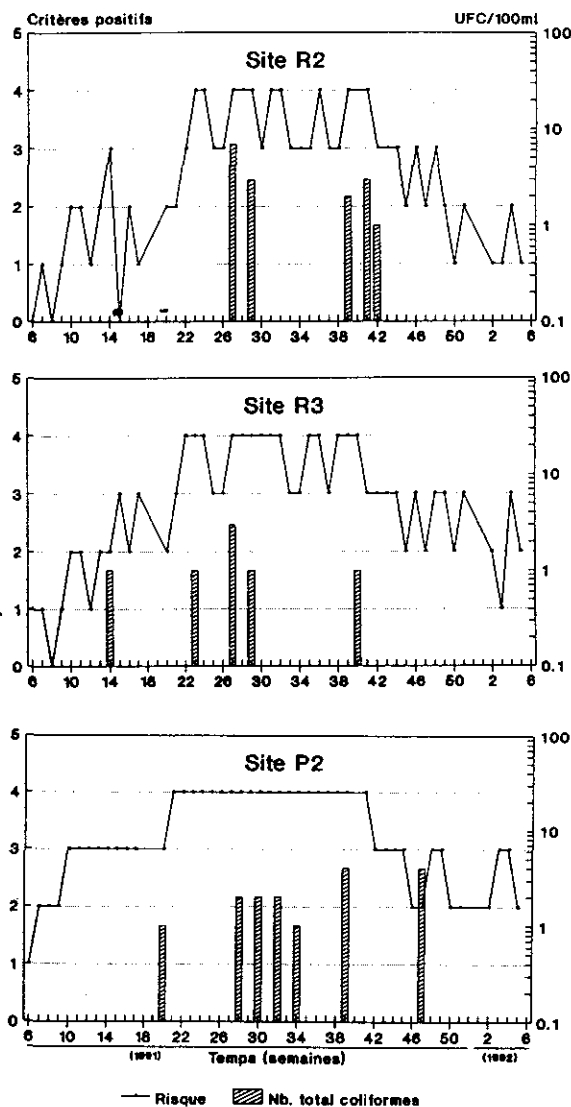 Critères positifs UFC/100ml
Site R2
5 100
4
3 10
2
1
1
0 0.1
6 10 14 18 22 26 30 34 38 42 46 50 2 6
Site R3
5 100
4
3 10
2
1
1
0 0.1
6 10 14 18 22 26 30 34 38 42 46 50 2 6
Site P2
5 100
4
3 10
2
1
1
0 0.1
6 10 14 18 22 26 30 34 38 42 46 50 2 6
(1991) Temps (semaines) (1992)
Risque Nb. total coliformes